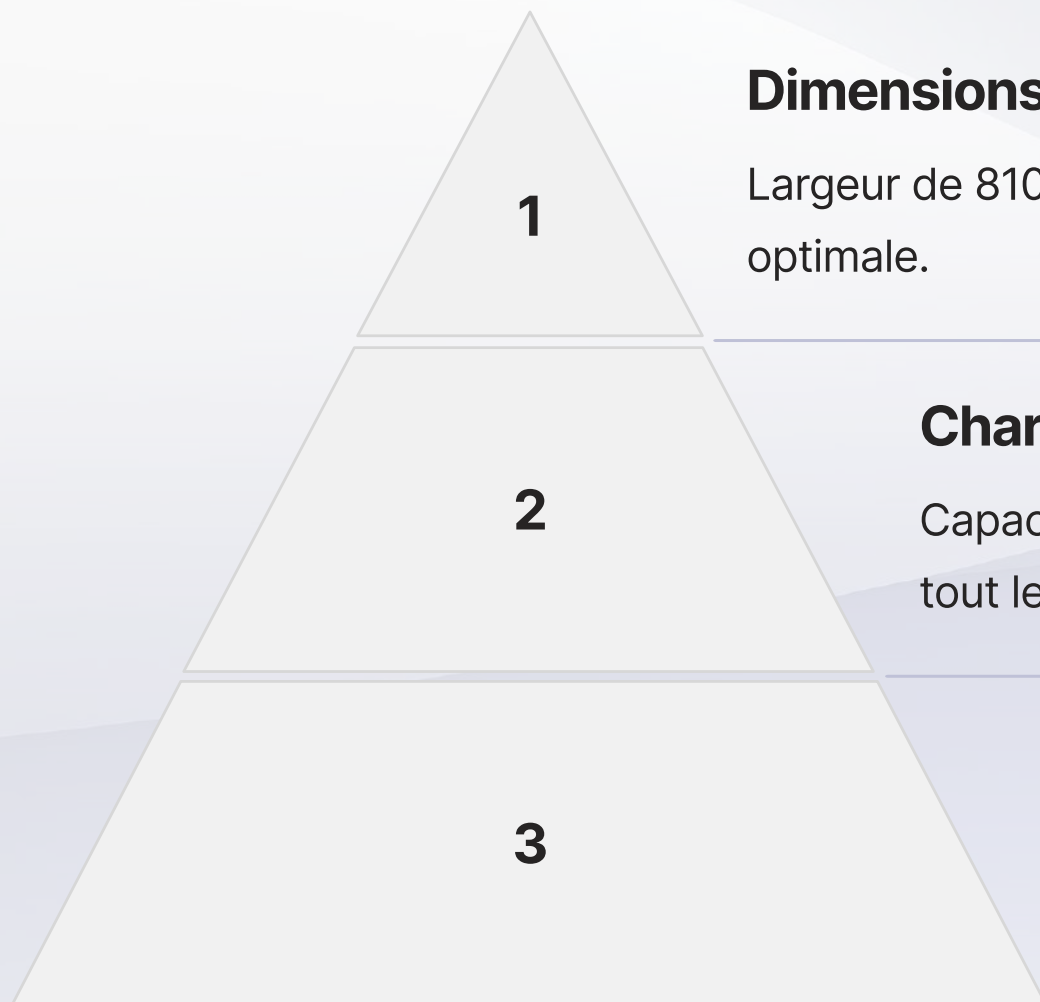 1
Dimensions
Largeur de 810
optimale.
2
Char
Capac
tout le
3